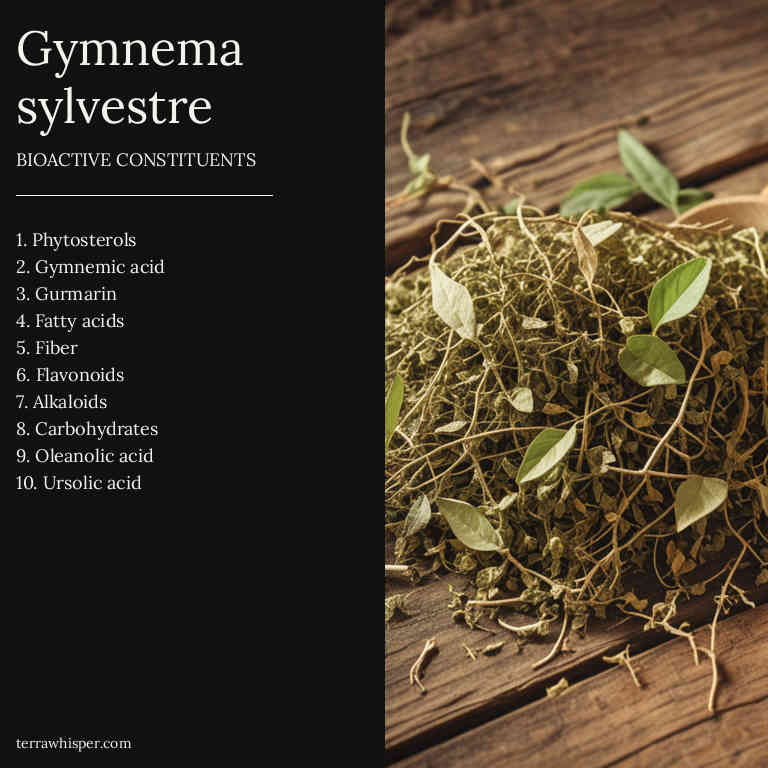 Gymnema
sylvestre
BIOACTIVE CONSTITUENTS
1. Phytosterols
2. Gymnemic acid
3. Gurmarin
4. Fatty acids
5. Fiber
6. Flavonoids
7. Alkaloids
8. Carbohydrates
9. Oleanolic acid
10. Ursolic acid
terrawhisper.com